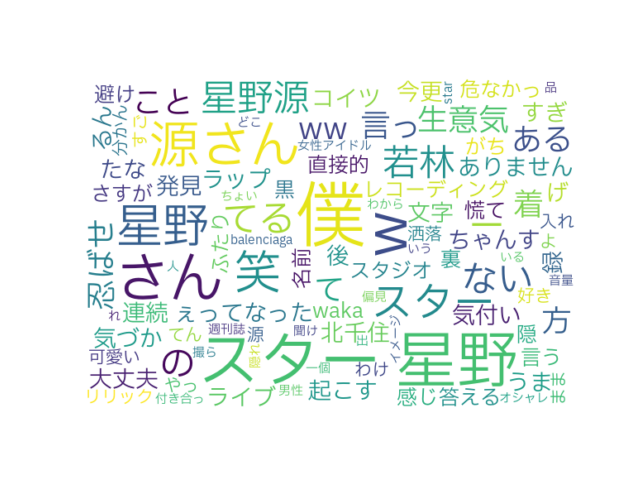 避け
こと
星野源
コイツ
今更
star
危なかっ
品
るん
分かん
すご
どこ
女性アイドル
ww
言っ
生意気
すぎ
源さん
直接的
若林
がち
ある
たな
ありません
さすが
発見
ラップ
黒
レコーディング
げ
ちょい
わから
僕
w
文字
慌て
着
入れ
星野
てる
ふたり
balenciaga
洒落
いう
ちゃんす
よ
忍ばせ
さん
笑
名前
後
スタジオ
裏
ない
いる
録
音量
人
て
スター
偏見
好き
連続
えってなった
waka
気付い
方
れ
気づか
てん
週刊誌
源
聞け
北千住
出
イメージ
隠
可愛い
の
スター
星野
言う
撮ら
隠れ
大丈夫
やっ
一個
わけ
うま
まま
リリック
付き合っ
ライブ
男性
起こす
感じ
答える
オシャレ
ー